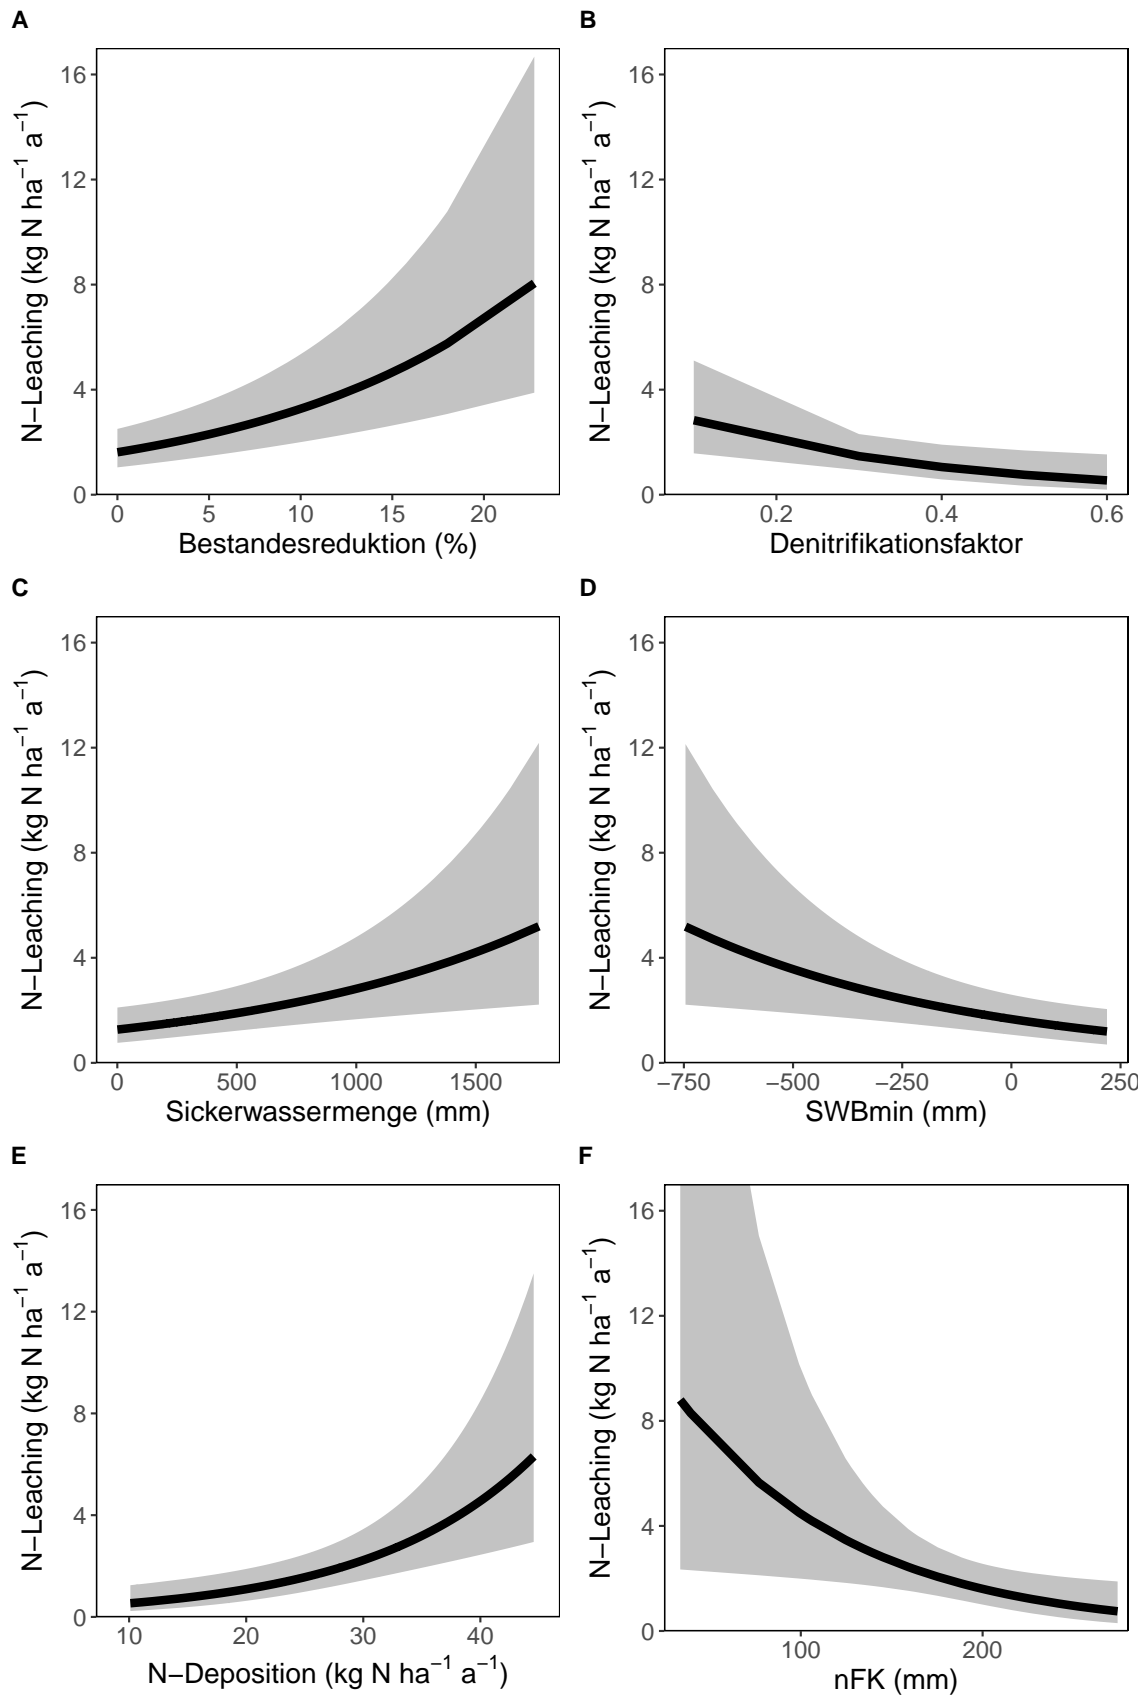 A
N−Leaching (kg N ha⁻¹ a⁻¹)
16
12
8
4
0
0 5 10 15 20
Bestandesreduktion (%)
B
N−Leaching (kg N ha⁻¹ a⁻¹)
16
12
8
4
0
0.2 0.4 0.6
Denitrifikationsfaktor
C
N−Leaching (kg N ha⁻¹ a⁻¹)
16
12
8
4
0
0 500 1000 1500
Sickerwassermenge (mm)
D
N−Leaching (kg N ha⁻¹ a⁻¹)
16
12
8
4
0
−750 −500 −250 0 250
SWBmin (mm)
E
N−Leaching (kg N ha⁻¹ a⁻¹)
16
12
8
4
0
10 20 30 40
N−Deposition (kg N ha⁻¹ a⁻¹)
F
N−Leaching (kg N ha⁻¹ a⁻¹)
16
12
8
4
0
100 200
nFK (mm)